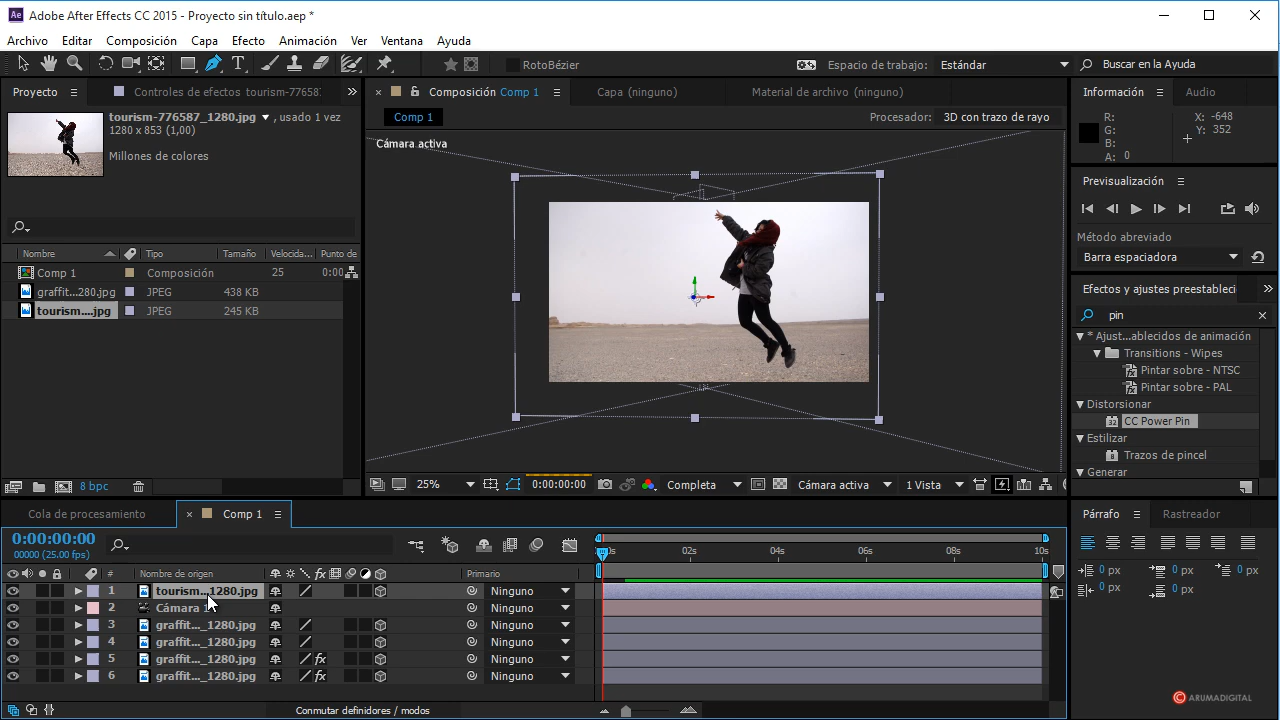 Ae Adobe After Effects CC 2015 - Proyecto sin título.aep *
Archivo Editar Composición Capa Efecto Animación Ver Ventana Ayuda
RotoBézier Espacio de trabajo: Estándar Buscar en la Ayuda
Proyecto Controles de efectos tourism-77658
Composición Comp 1 Capa (ninguno) Material de archivo (ninguno)
Información Audio
tourism-776587_1280.jpg , usado 1 vez
1280 x 853 (1,00)
Millones de colores
Comp 1 Procesador: 3D con trazo de rayo
Cámara activa
R: X: -648
G: Y: 352
B:
A: 0
Previsualización
Método abreviado
Barra espaciadora
Nombre Tipo Tamaño Velocida... Punto de
Comp 1 Composición 25 0:00
graffit...280.jpg JPEG 438 KB
tourism....jpg JPEG 245 KB
Efectos y ajustes preestableci
pin
* Ajust...ablecidos de animación
Transitions - Wipes
Pintar sobre - NTSC
Pintar sobre - PAL
Distorsionar
CC Power Pin
Estilizar
Trazos de pincel
Generar
8 bpc
25% 0:00:00:00 Completa Cámara activa 1 Vista
Cola de procesamiento Comp 1
Párrafo Rastreador
0:00:00:00
00000 (25.00 fps)
0s 02s 04s 06s 08s 10s
# Nombre de origen fx Primario
1 tourism..._1280.jpg Ninguno
2 Cámara 1 Ninguno
3 graffit..._1280.jpg Ninguno
4 graffit..._1280.jpg Ninguno
5 graffit..._1280.jpg fx Ninguno
6 graffit..._1280.jpg fx Ninguno
0 px 0 px 0 px
0 px 0 px
Conmutar definidores / modos
C ARUMADIGITAL